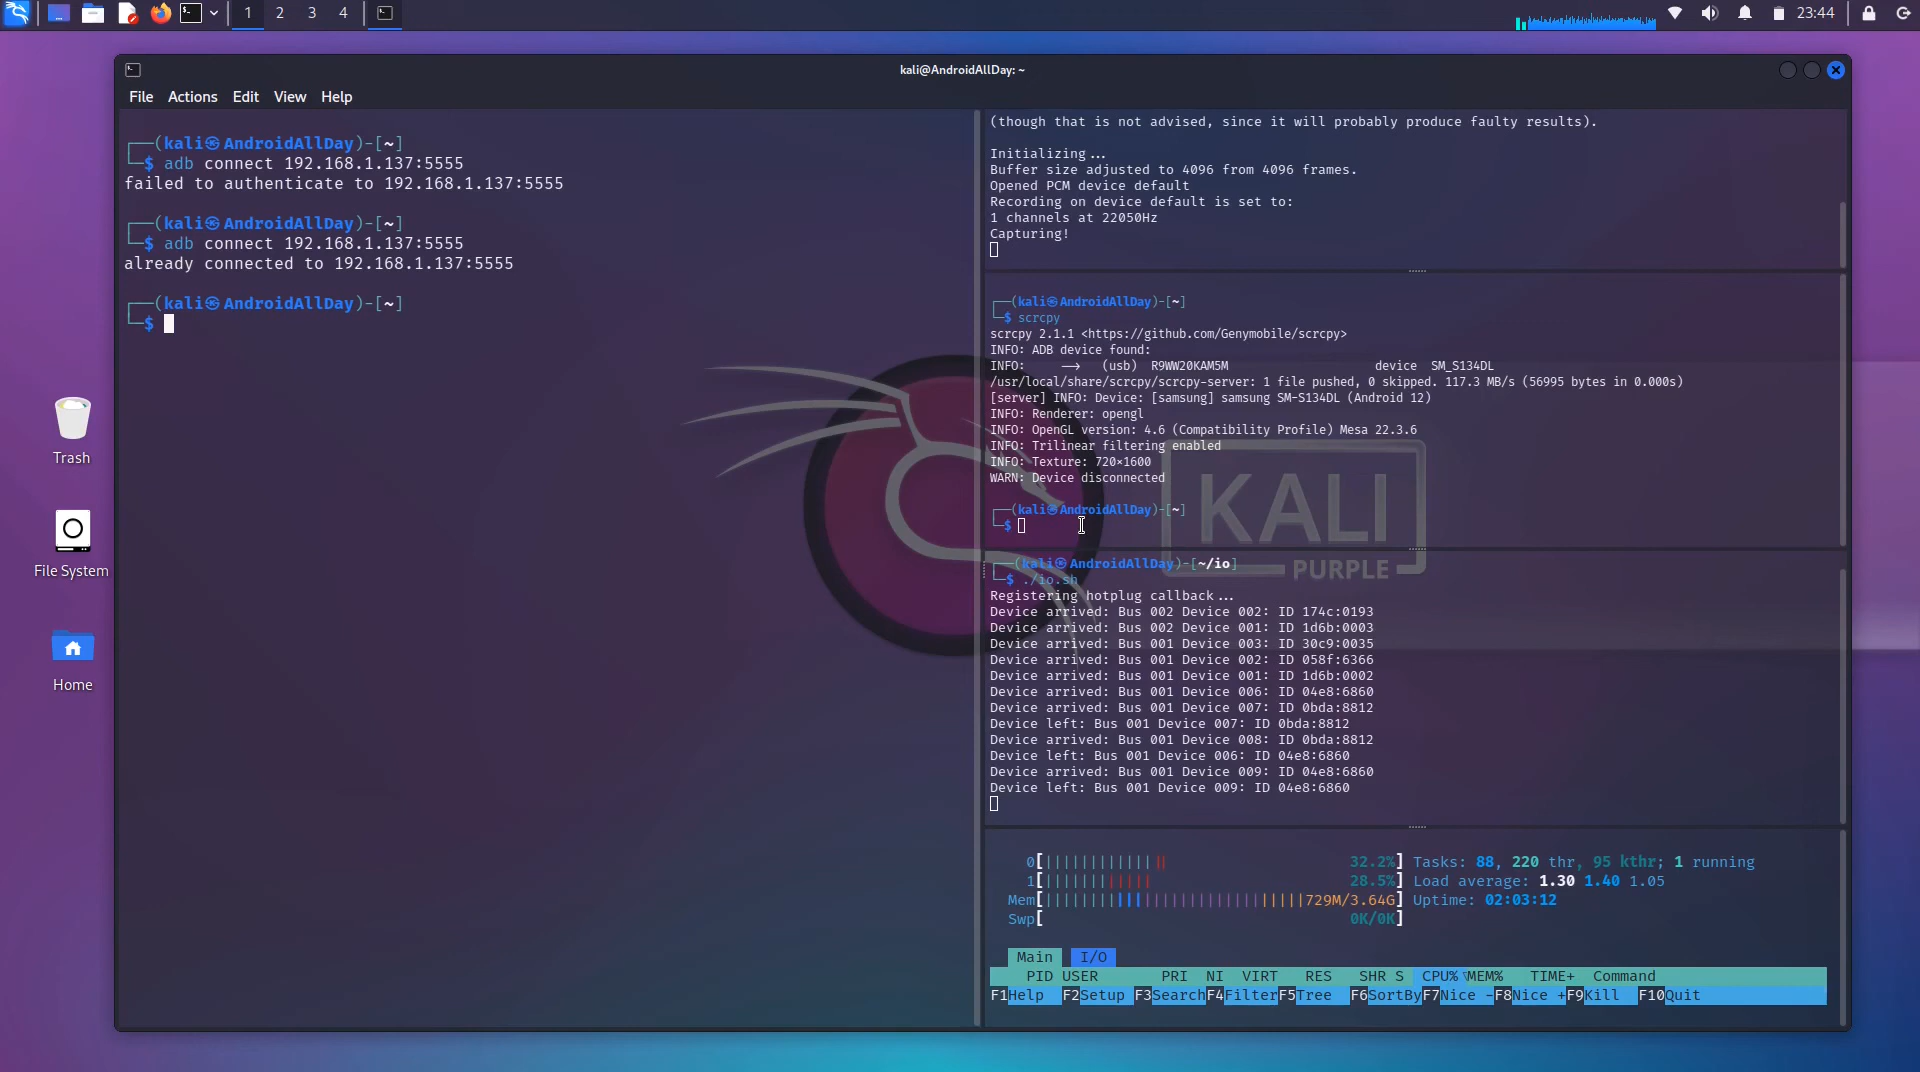 1 2 3 4
23:44
kali@AndroidAllDay: ~
File Actions Edit View Help
┌──(kali㉿AndroidAllDay)-[~]
└─$ adb connect 192.168.1.137:5555
failed to authenticate to 192.168.1.137:5555
┌──(kali㉿AndroidAllDay)-[~]
└─$ adb connect 192.168.1.137:5555
already connected to 192.168.1.137:5555
┌──(kali㉿AndroidAllDay)-[~]
└─$
(though that is not advised, since it will probably produce faulty results).
Initializing...
Buffer size adjusted to 4096 from 4096 frames.
Opened PCM device default
Recording on device default is set to:
1 channels at 22050Hz
Capturing!
┌──(kali㉿AndroidAllDay)-[~]
└─$ scrcpy
scrcpy 2.1.1 <https://github.com/Genymobile/scrcpy>
INFO: ADB device found:
INFO: --> (usb) R9WW20KAM5M device SM_S134DL
/usr/local/share/scrcpy/scrcpy-server: 1 file pushed, 0 skipped. 117.3 MB/s (56995 bytes in 0.000s)
[server] INFO: Device: [samsung] samsung SM-S134DL (Android 12)
INFO: Renderer: opengl
INFO: OpenGL version: 4.6 (Compatibility Profile) Mesa 22.3.6
INFO: Trilinear filtering enabled
INFO: Texture: 720×1600
WARN: Device disconnected
┌──(kali㉿AndroidAllDay)-[~]
└─$
┌──(kali㉿AndroidAllDay)-[~/io]
└─$ ./io.sh
Registering hotplug callback...
Device arrived: Bus 002 Device 002: ID 174c:0193
Device arrived: Bus 002 Device 001: ID 1d6b:0003
Device arrived: Bus 001 Device 003: ID 30c9:0035
Device arrived: Bus 001 Device 002: ID 058f:6366
Device arrived: Bus 001 Device 001: ID 1d6b:0002
Device arrived: Bus 001 Device 006: ID 04e8:6860
Device arrived: Bus 001 Device 007: ID 0bda:8812
Device left: Bus 001 Device 007: ID 0bda:8812
Device arrived: Bus 001 Device 008: ID 0bda:8812
Device left: Bus 001 Device 006: ID 04e8:6860
Device arrived: Bus 001 Device 009: ID 04e8:6860
Device left: Bus 001 Device 009: ID 04e8:6860
0[|||||||||||||| 32.2%] Tasks: 88, 220 thr, 95 kthr; 1 running
1[|||||||||||| 28.5%] Load average: 1.30 1.40 1.05
Mem[|||||||||||||||||||||||||||||729M/3.64G] Uptime: 02:03:12
Swp[ 0K/0K]
Main I/O
PID USER PRI NI VIRT RES SHR S CPU%▽MEM% TIME+ Command
F1Help F2Setup F3SearchF4FilterF5Tree F6SortByF7Nice -F8Nice +F9Kill F10Quit
KALI
PURPLE
Trash
File System
Home